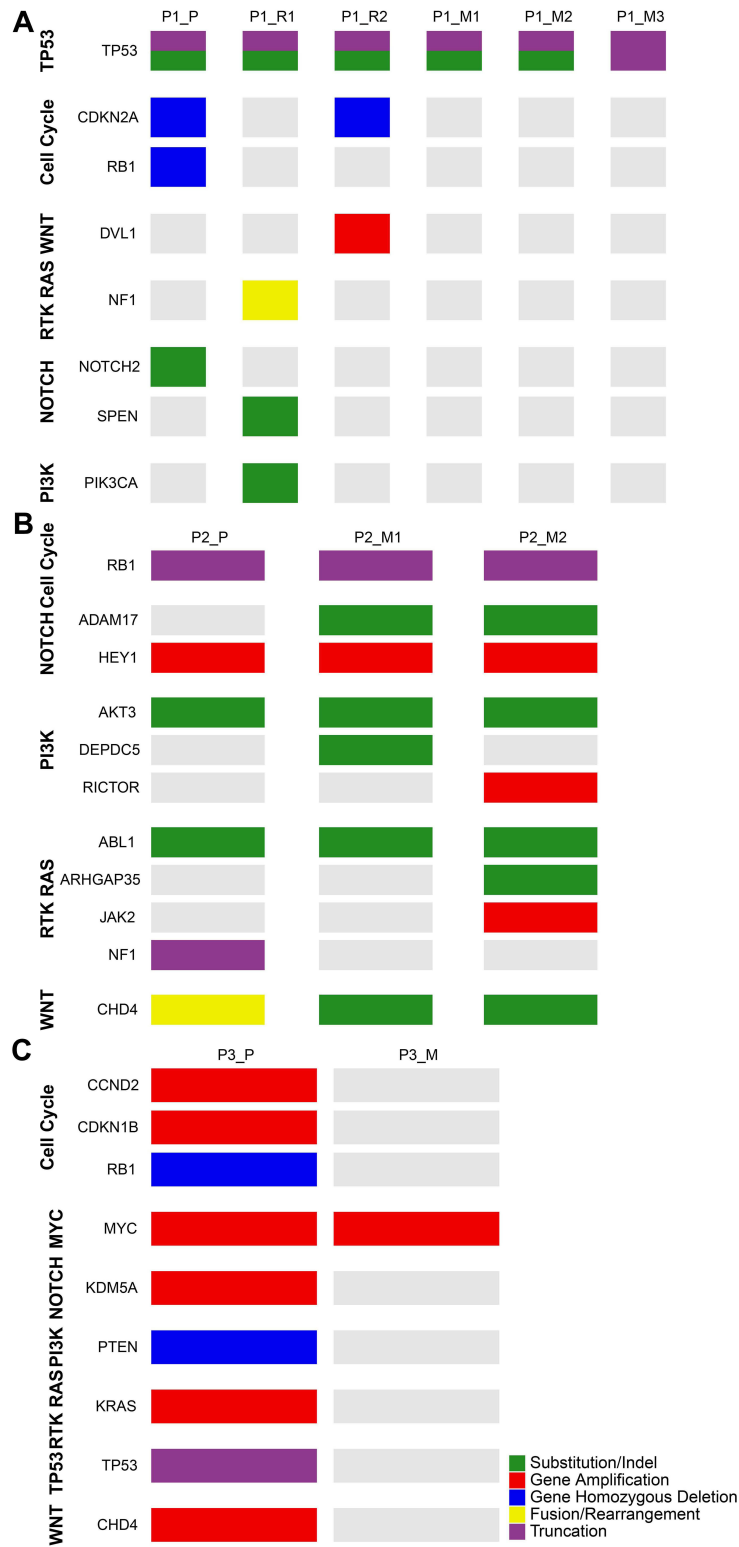 A
P1_P P1_R1 P1_R2 P1_M1 P1_M2 P1_M3
TP53
TP53
Cell Cycle
CDKN2A
RB1
WNT
DVL1
RTK RAS
NF1
NOTCH
NOTCH2
SPEN
PI3K
PIK3CA
B
P2_P P2_M1 P2_M2
Cell Cycle
RB1
NOTCH
ADAM17
HEY1
PI3K
AKT3
DEPDC5
RICTOR
RTK RAS
ABL1
ARHGAP35
JAK2
NF1
WNT
CHD4
C
P3_P P3_M
Cell Cycle
CCND2
CDKN1B
RB1
MYC
MYC
NOTCH
KDM5A
PI3K
PTEN
RTK RAS
KRAS
TP53
TP53
WNT
CHD4
Substitution/Indel
Gene Amplification
Gene Homozygous Deletion
Fusion/Rearrangement
Truncation